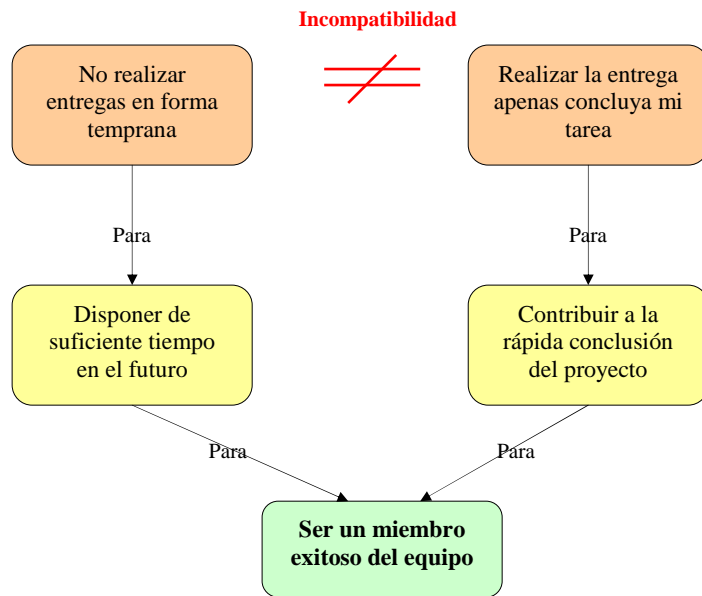 Incompatibilidad
No realizar
entregas en forma
temprana
Realizar la entrega
apenas concluya mi
tarea
Para
Para
Disponer de
suficiente tiempo
en el futuro
Contribuir a la
rápida conclusión
del proyecto
Para
Para
Ser un miembro
exitoso del equipo